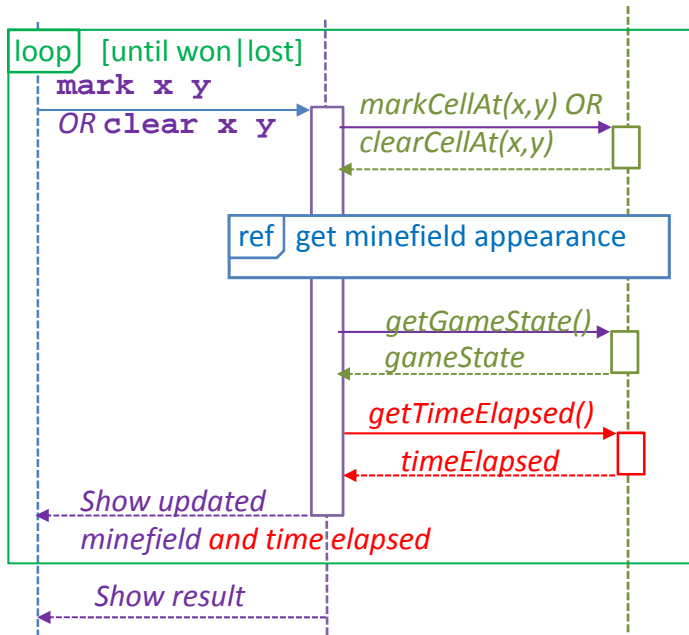 loop [until won|lost]
mark x y
OR clear x y
markCellAt(x,y) OR
clearCellAt(x,y)
ref get minefield appearance
getGameState()
gameState
getTimeElapsed()
timeElapsed
Show updated
minefield and time elapsed
Show result